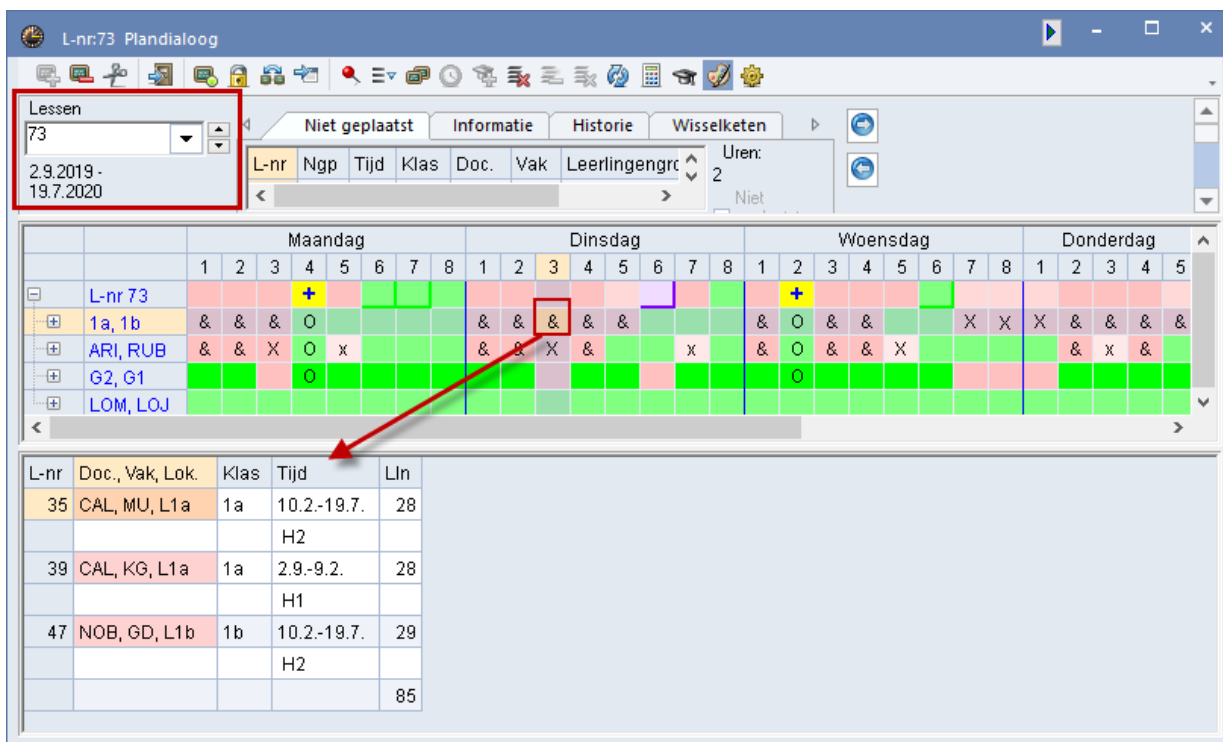 L-nr:73 Plandialoog
Lessen
73
2.9.2019 -
19.7.2020
Niet geplaatst Informatie Historie Wisselketen
L-nr Ngp Tijd Klas Doc. Vak Leerlingengrc
Uren:
2
Niet
Maandag Dinsdag Woensdag Donderdag
1 2 3 4 5 6 7 8 1 2 3 4 5 6 7 8 1 2 3 4 5 6 7 8 1 2 3 4 5
L-nr 73 + +
1a, 1b & & & O & & & & & & O & & X X X & & & &
ARI, RUB & & X O x & & X & x & O & & X & x &
G2, G1 O O
LOM, LOJ
L-nr Doc., Vak, Lok. Klas Tijd Lln
35 CAL, MU, L1a 1a 10.2.-19.7. 28
H2
39 CAL, KG, L1a 1a 2.9.-9.2. 28
H1
47 NOB, GD, L1b 1b 10.2.-19.7. 29
H2
85